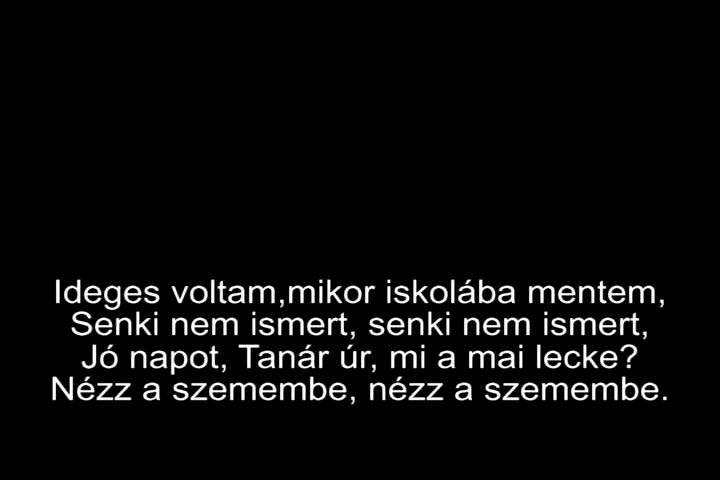 Ideges voltam,mikor iskolába mentem,
Senki nem ismert, senki nem ismert,
Jó napot, Tanár úr, mi a mai lecke?
Nézz a szemembe, nézz a szemembe.